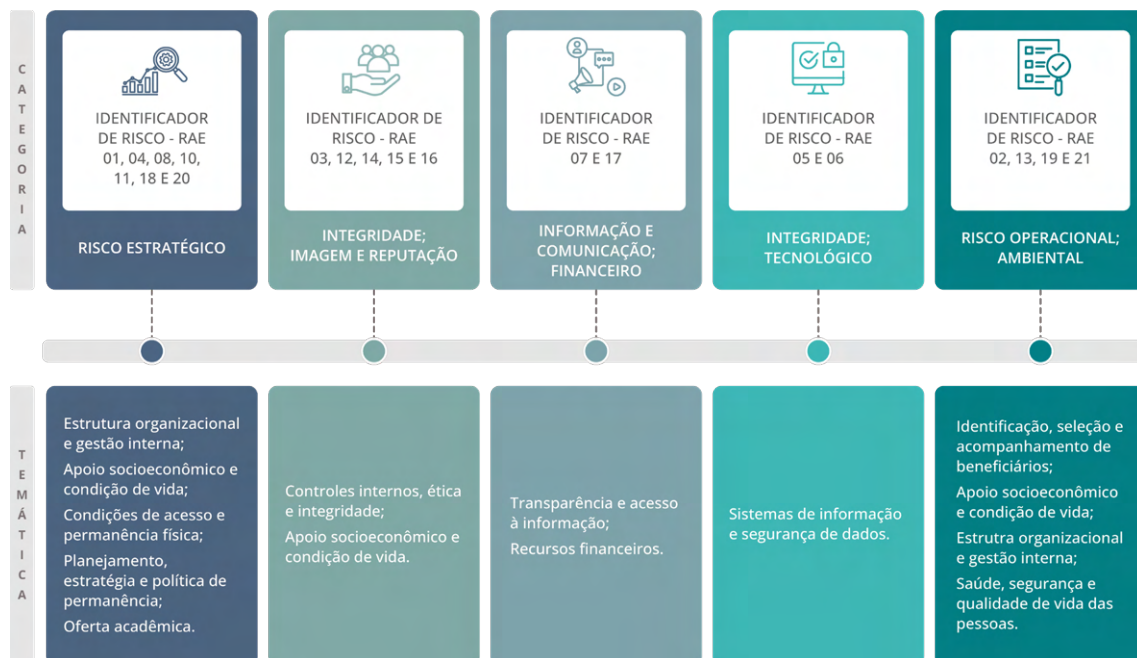 CATEGORIA
IDENTIFICADOR
DE RISCO - RAE
01, 04, 08, 10,
11, 18 E 20
RISCO ESTRATÉGICO
IDENTIFICADOR DE
RISCO - RAE
03, 12, 14, 15 E 16
INTEGRIDADE;
IMAGEM E REPUTAÇÃO
IDENTIFICADOR
DE RISCO - RAE
07 E 17
INFORMAÇÃO E
COMUNICAÇÃO;
FINANCEIRO
IDENTIFICADOR
DE RISCO - RAE
05 E 06
INTEGRIDADE;
TECNOLÓGICO
IDENTIFICADOR
DE RISCO - RAE
02, 13, 19 E 21
RISCO OPERACIONAL;
AMBIENTAL
TEMÁTICA
Estrutura organizacional
e gestão interna;
Apoio socioeconômico e
condição de vida;
Condições de acesso e
permanência física;
Planejamento,
estratégia e política de
permanência;
Oferta acadêmica.
Controles internos, ética
e integridade;
Apoio socioeconômico e
condição de vida.
Transparência e acesso
à informação;
Recursos financeiros.
Sistemas de informação
e segurança de dados.
Identificação, seleção e
acompanhamento de
beneficiários;
Apoio socioeconômico
e condição de vida;
Estrutra organizacional
e gestão interna;
Saúde, segurança e
qualidade de vida das
pessoas.